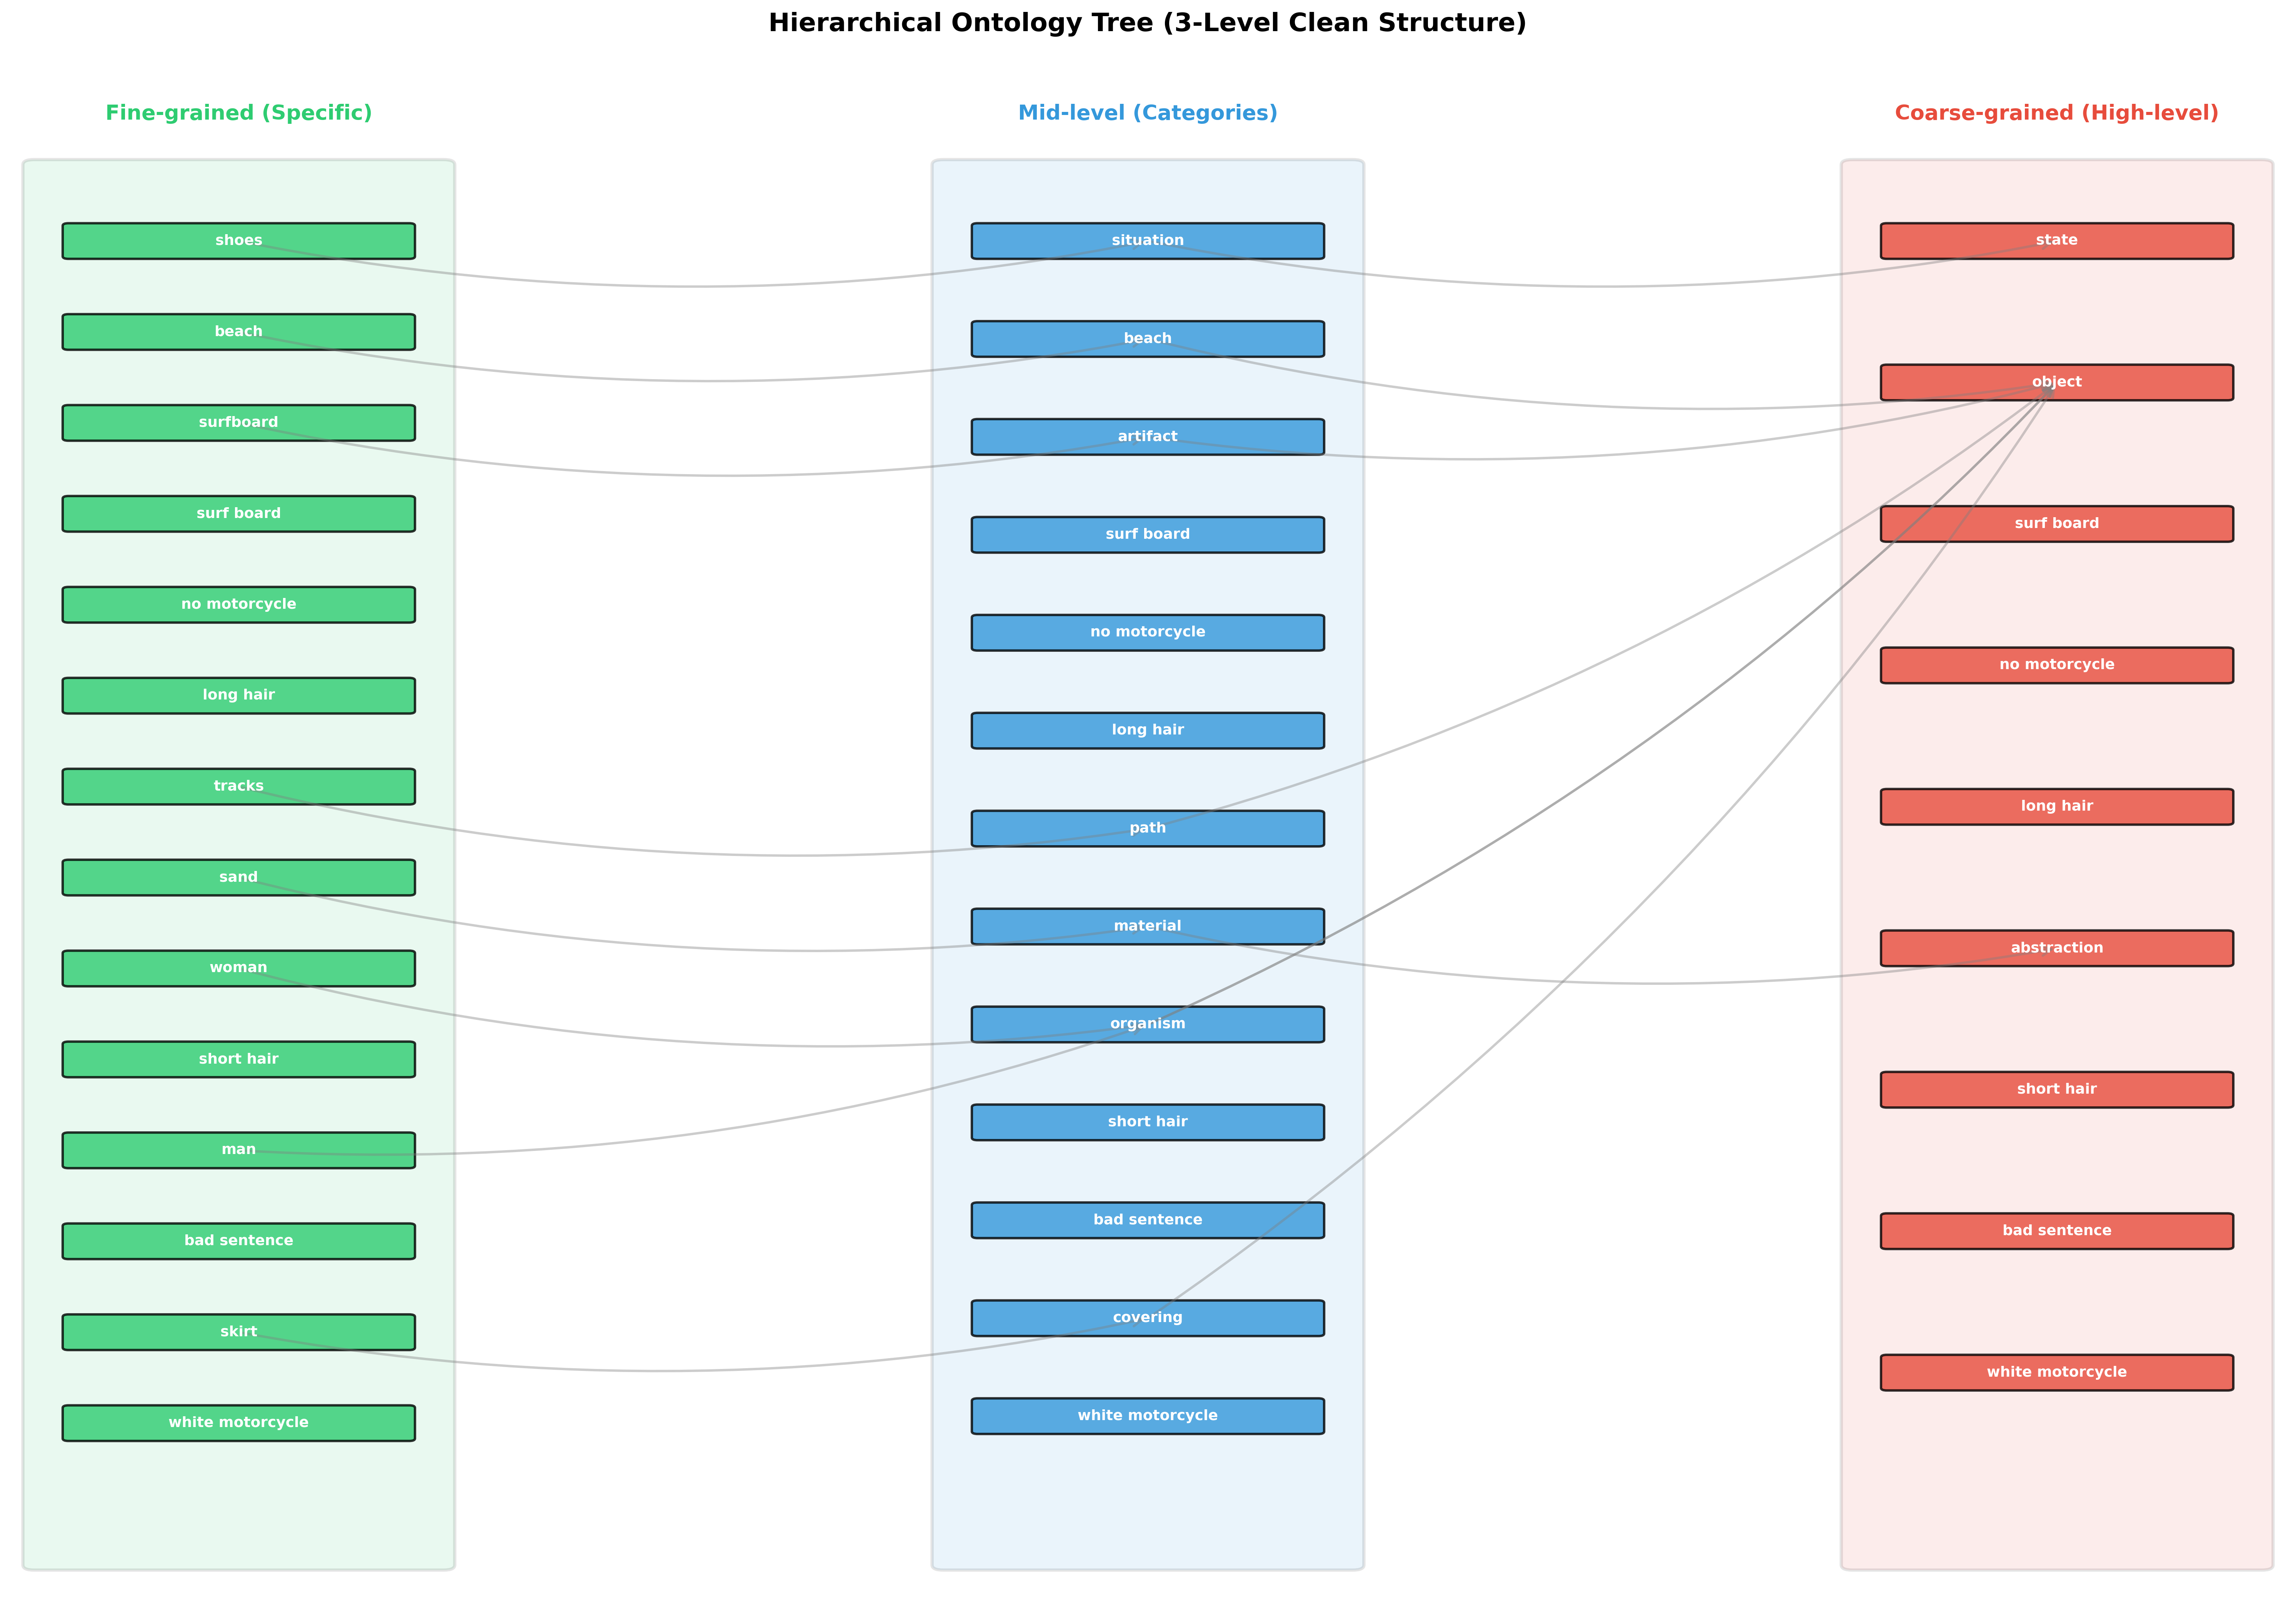 Hierarchical Ontology Tree (3-Level Clean Structure)
Fine-grained (Specific)
shoes
beach
surfboard
surf board
no motorcycle
long hair
tracks
sand
woman
short hair
man
bad sentence
skirt
white motorcycle
Mid-level (Categories)
situation
beach
artifact
surf board
no motorcycle
long hair
path
material
organism
short hair
bad sentence
covering
white motorcycle
Coarse-grained (High-level)
state
object
surf board
no motorcycle
long hair
abstraction
short hair
bad sentence
white motorcycle